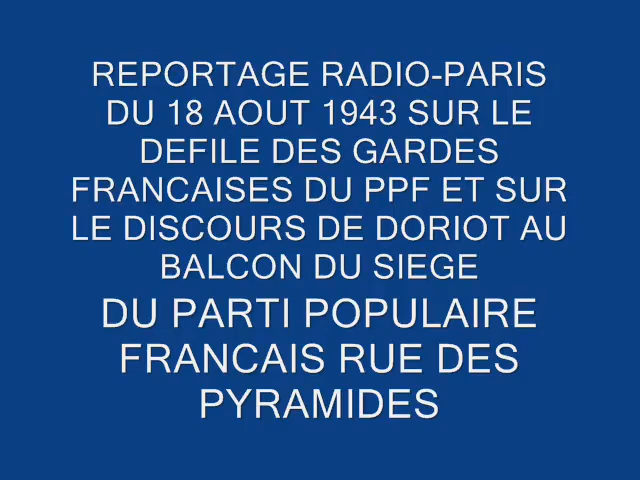 REPORTAGE RADIO-PARIS
DU 18 AOUT 1943 SUR LE
DEFILE DES GARDES
FRANCAISES DU PPF ET SUR
LE DISCOURS DE DORIOT AU
BALCON DU SIEGE
DU PARTI POPULAIRE
FRANCAIS RUE DES
PYRAMIDES